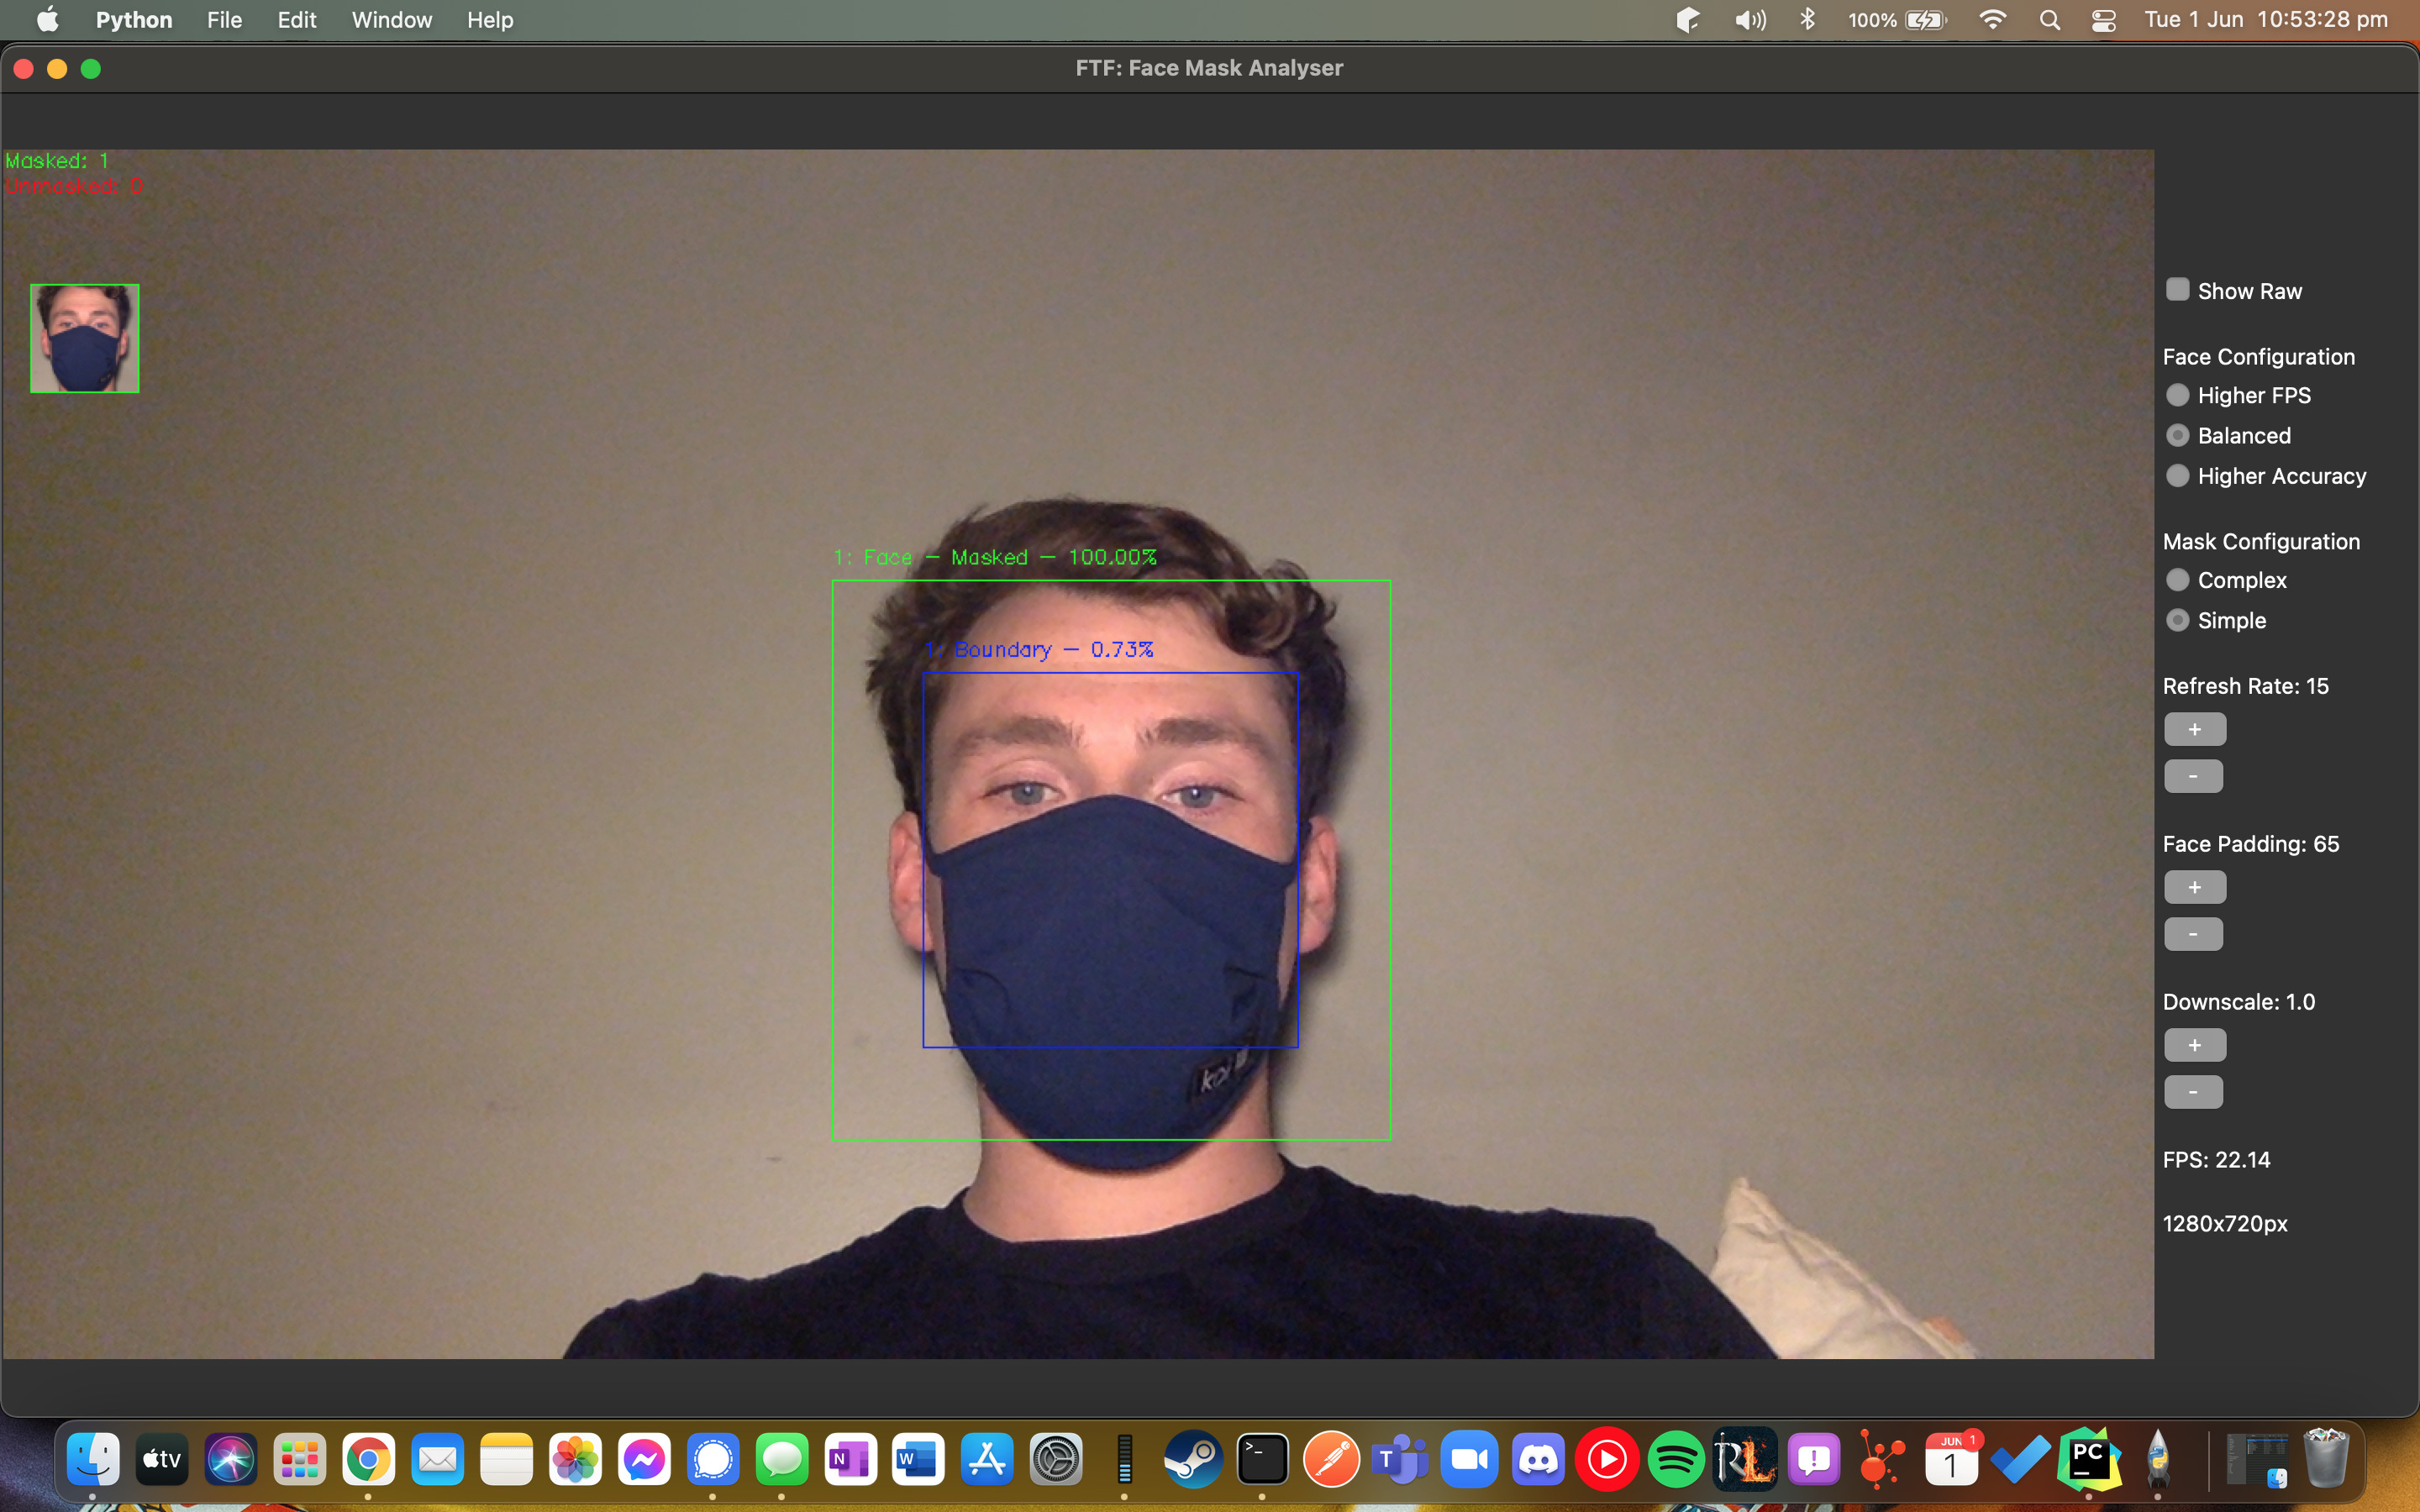 Python File Edit Window Help 100% Tue 1 Jun 10:53:28 pm
FTF: Face Mask Analyser
Masked: 1
Unmasked: 0
Show Raw
Face Configuration
Higher FPS
Balanced
Higher Accuracy
1: Face - Masked - 100.00%
Mask Configuration
Complex
Simple
1: Boundary - 0.73%
Refresh Rate: 15
+
-
Face Padding: 65
+
-
Downscale: 1.0
+
-
FPS: 22.14
1280x720px
tv
N
W
>_
T
RL
!
JUN 1
1
PC